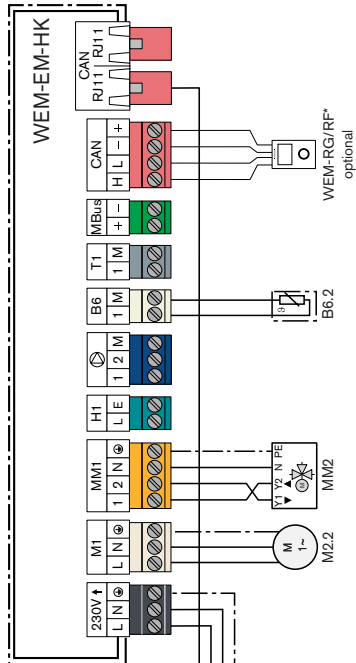 WEM-EM-HK
CAN
RJ11 RJ11
CAN
H L − +
WEM-RG/RF*
optional
MBus
+ −
T1
1 M
B6
1 M
ϑ
B6.2
1 2 M
H1
L E
MM1
1 2 N ⏚
Y1 Y2 N PE
▼ ▲
M
MM2
M1
L N ⏚
M
1~
M2.2
230V
L N ⏚